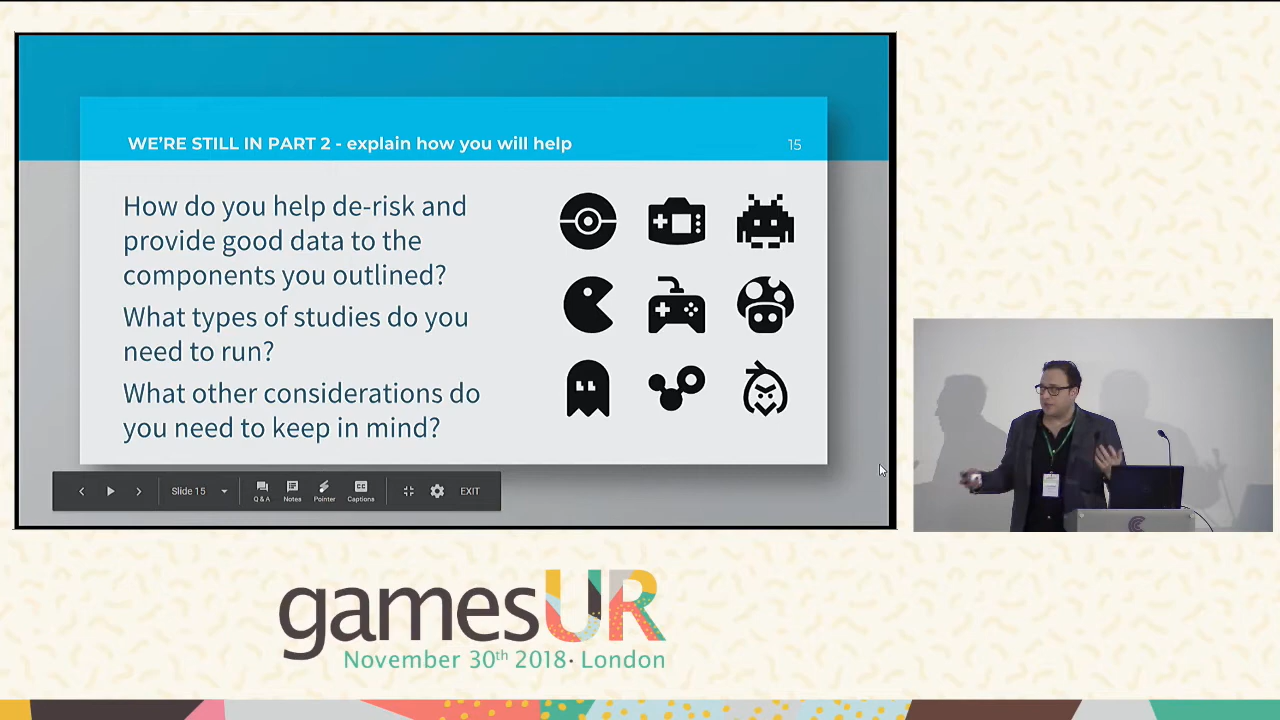 WE'RE STILL IN PART 2 - explain how you will help
15
How do you help de-risk and
provide good data to the
components you outlined?
What types of studies do you
need to run?
What other considerations do
you need to keep in mind?
Slide 15
Q & A
Notes
Pointer
CC
Captions
EXIT
gamesUR
November 30th 2018· London